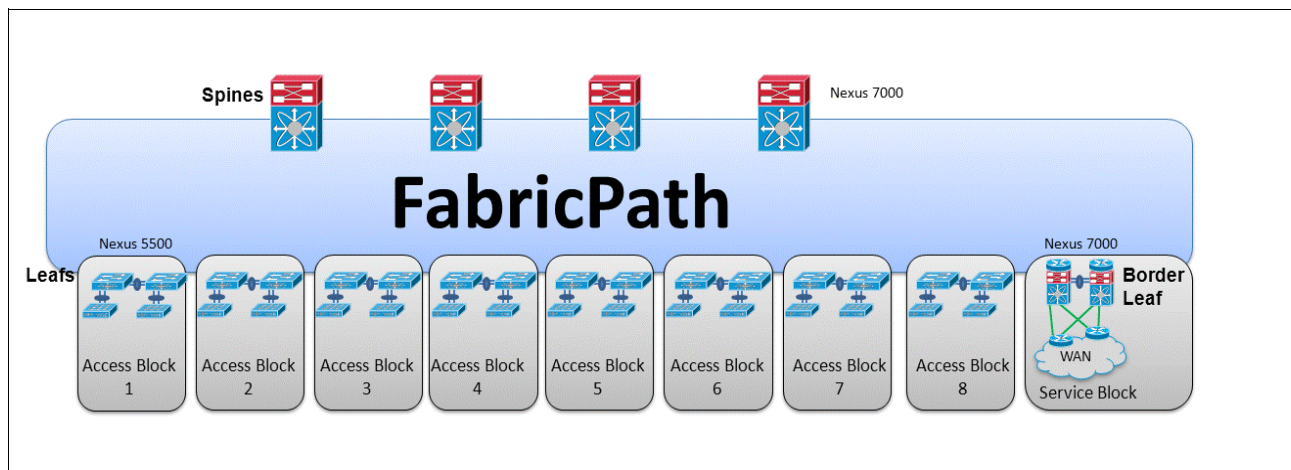 Spines
Nexus 7000
FabricPath
Nexus 5500
Nexus 7000
Leafs
Border
Leaf
WAN
Access Block
1
Access Block
2
Access Block
3
Access Block
4
Access Block
5
Access Block
6
Access Block
7
Access Block
8
Service Block